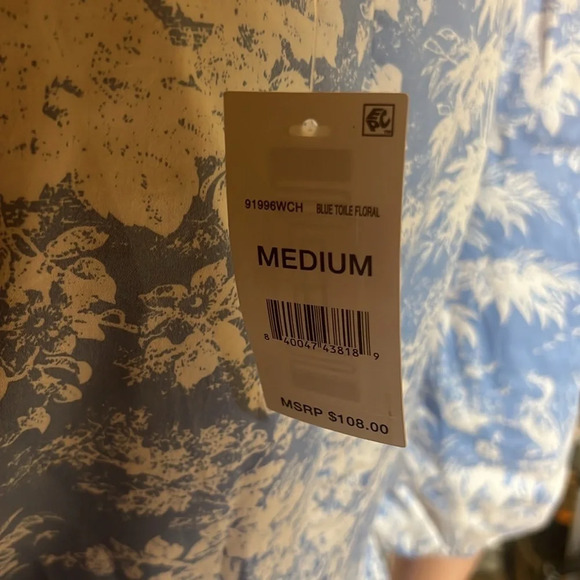 91996WCH BLUE TOILE FLORAL
MEDIUM
8 40047 43818 9
MSRP $108.00